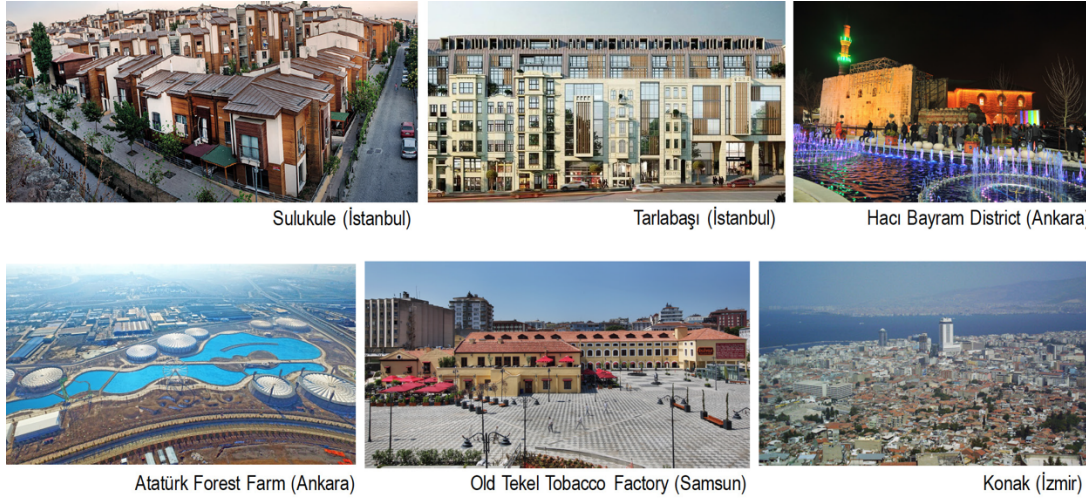 Sulukule (İstanbul)
Tarlabaşı (İstanbul)
Hacı Bayram District (Ankara)
Atatürk Forest Farm (Ankara)
Old Tekel Tobacco Factory (Samsun)
Konak (İzmir)